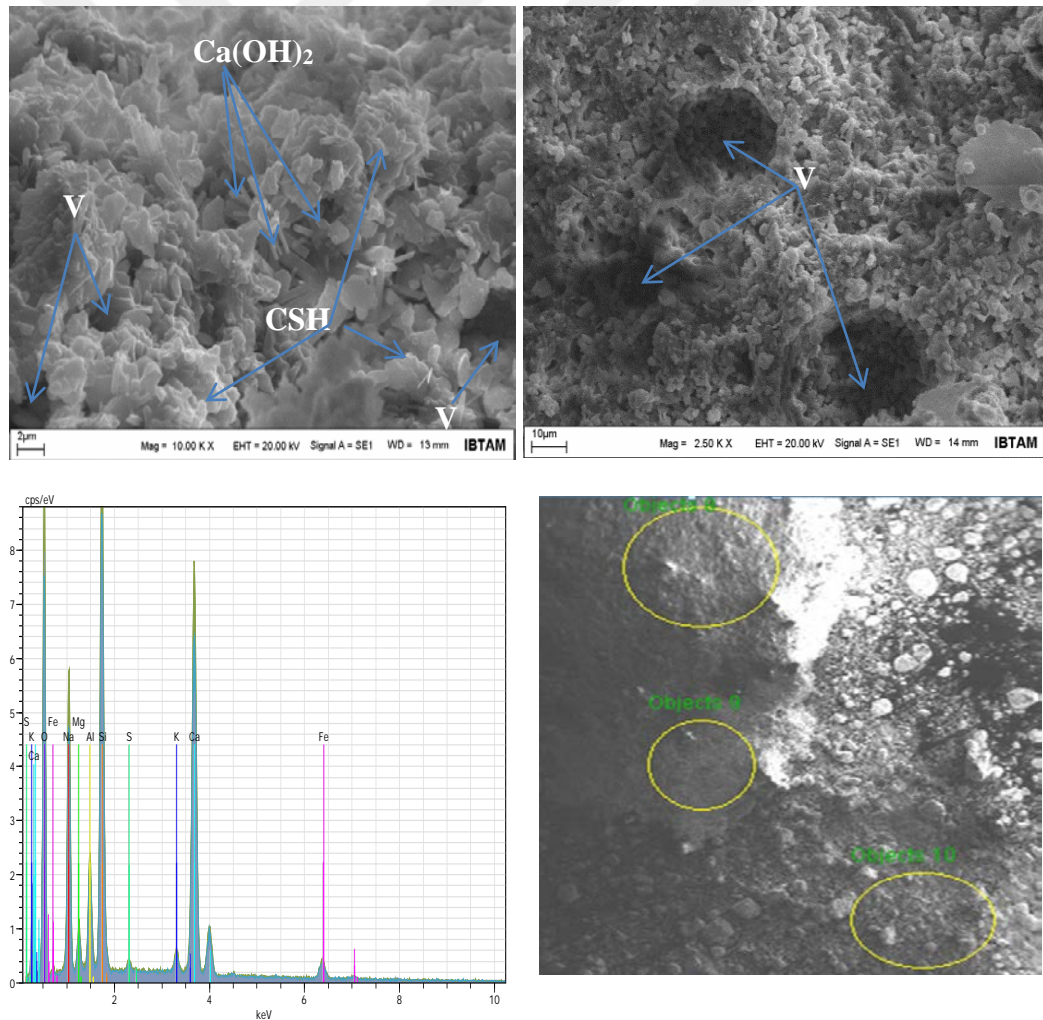 Ca(OH)2
V
CSH
V
2µm
Mag = 10.00 K X EHT = 20.00 kV Signal A = SE1 WD = 13 mm IBTAM
V
10µm
Mag = 2.50 K X EHT = 20.00 kV Signal A = SE1 WD = 14 mm IBTAM
cps/eV
8
7
6
5
4
3
2
1
0
S Fe Mg
K O Na Al Si S K Ca Fe
Ca
2 4 6 8 10
keV
Objects 9
Objects 10